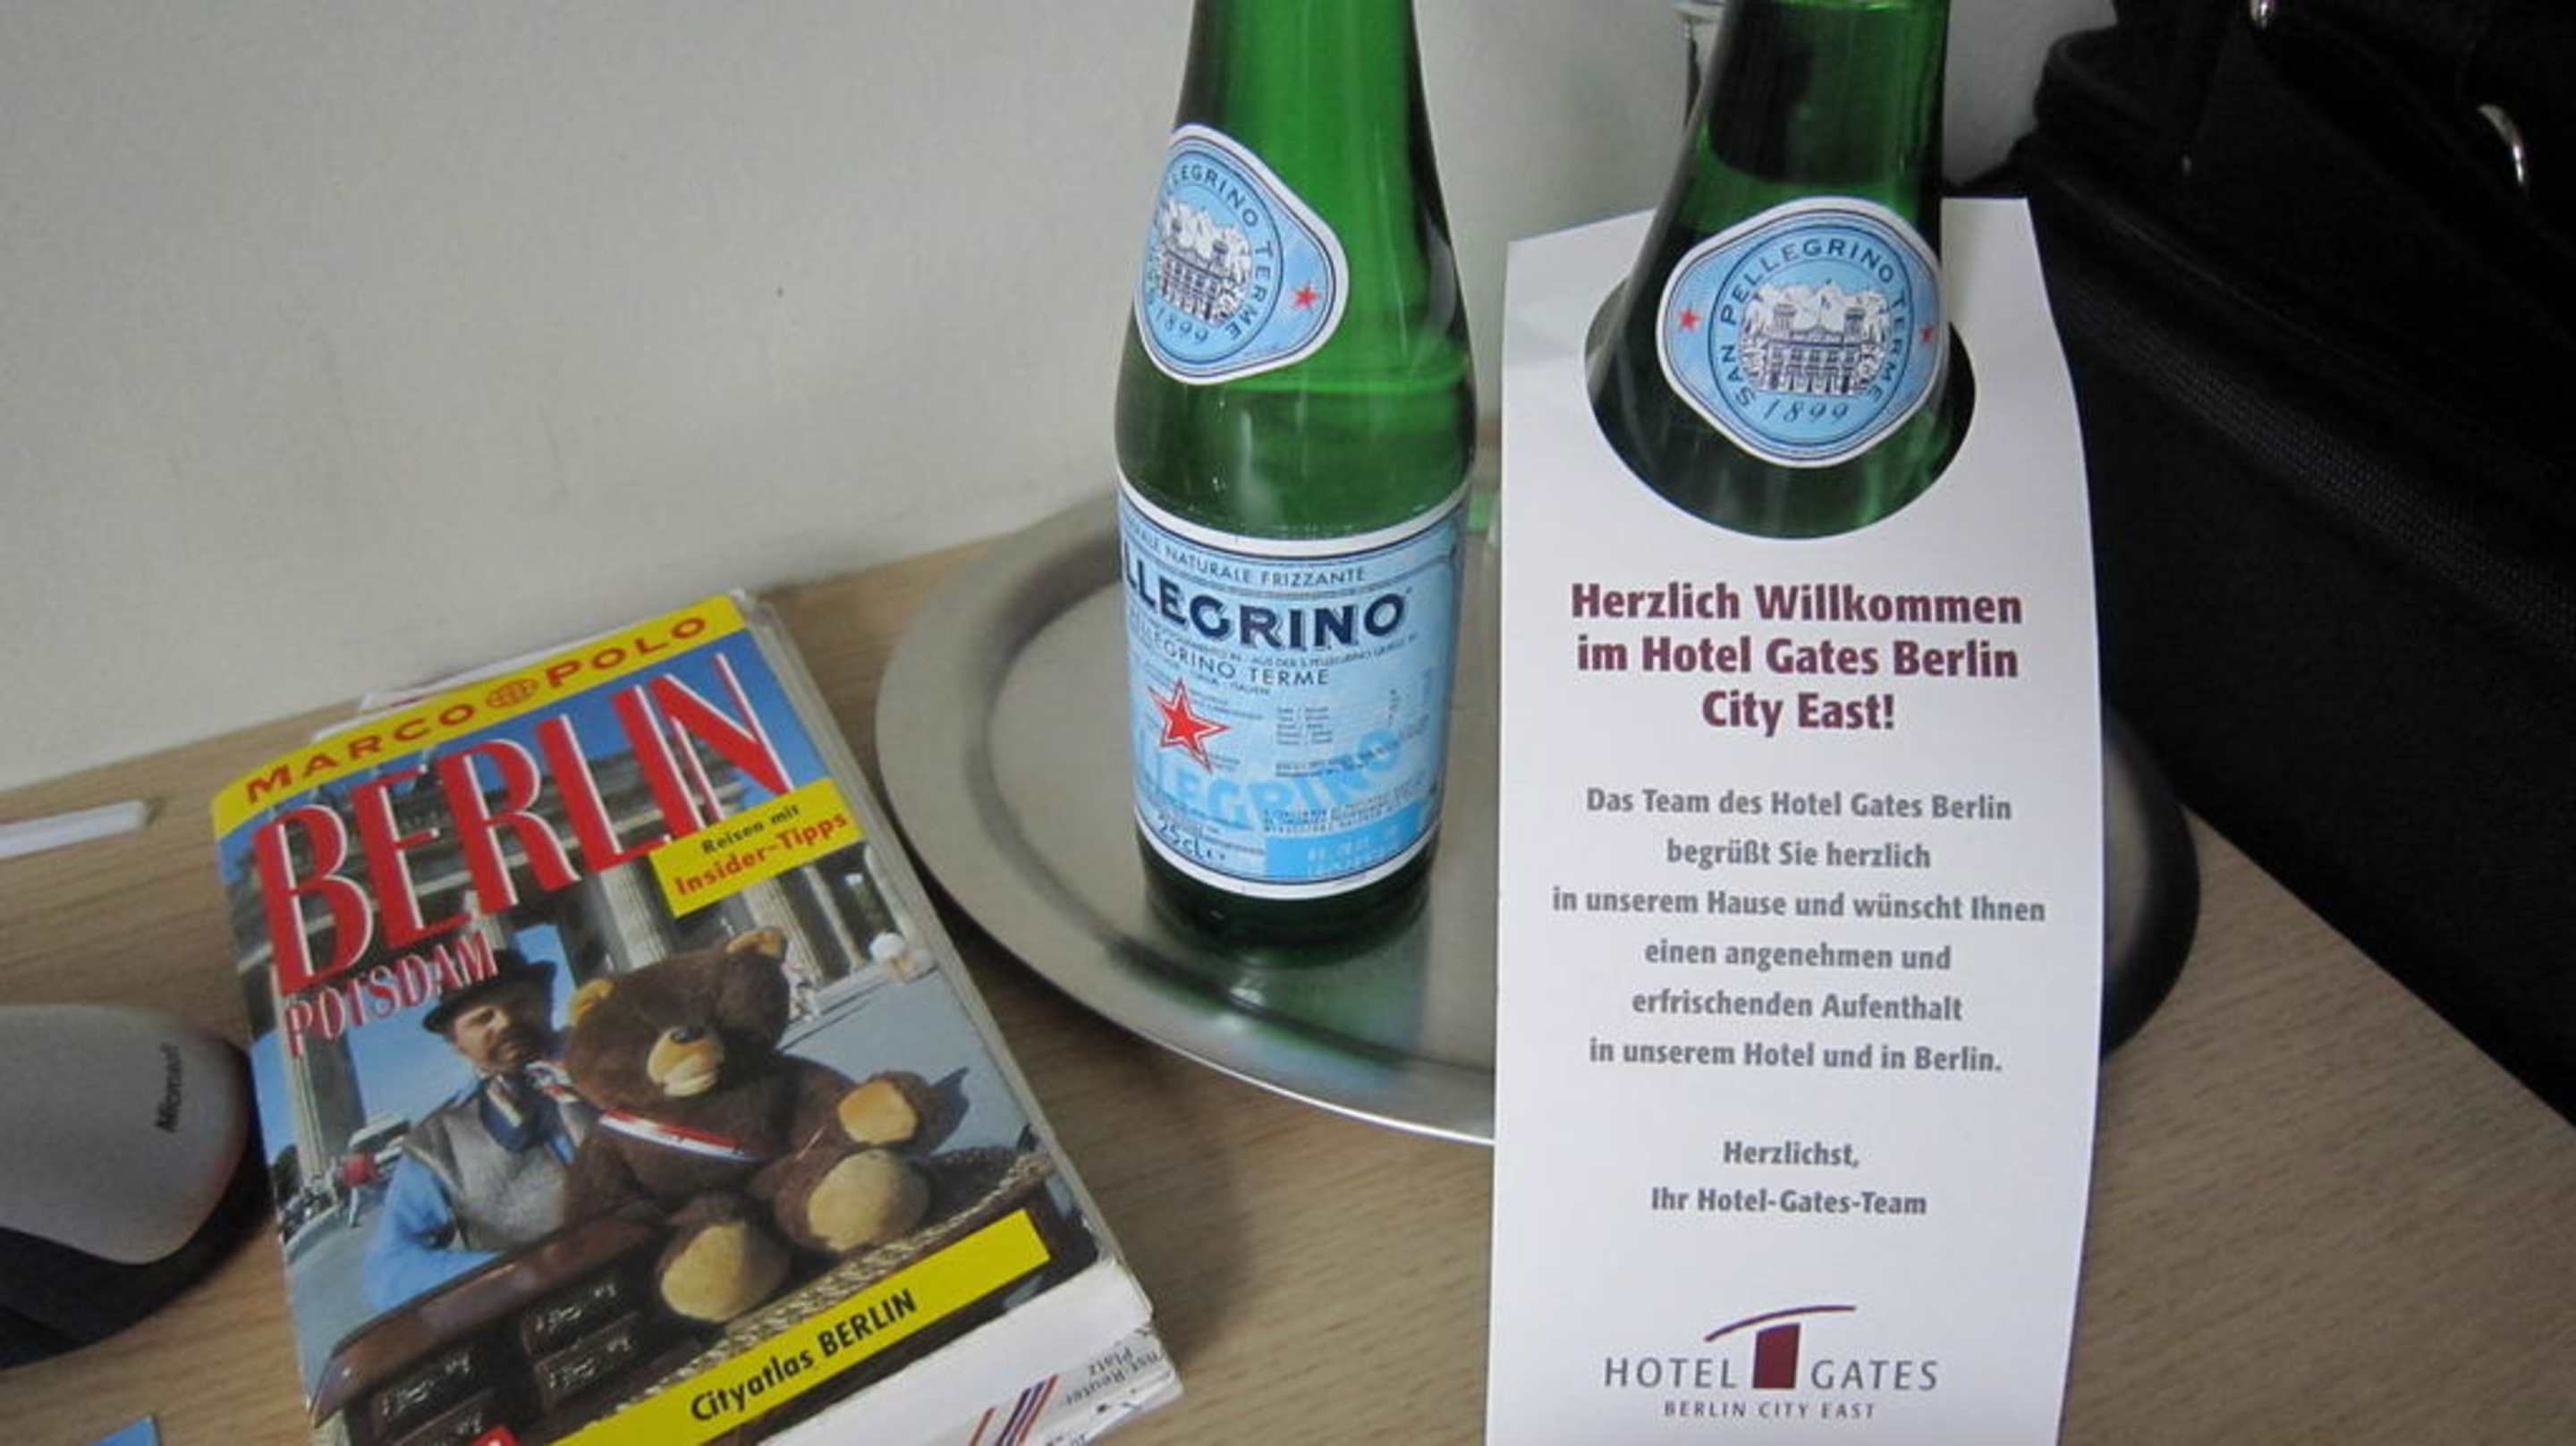 MARCO POLO
BERLIN
Reisen mit
Insider-Tipps
POTSDAM
Cityatlas BERLIN
Platz
Microsoft
LEGRINO TERME
1899
NATURALE FRIZZANTE
LLEGRINO
TERME
25cL
SAN PELLEGRINO TERME
1899
Herzlich Willkommen
im Hotel Gates Berlin
City East!
Das Team des Hotel Gates Berlin
begrüßt Sie herzlich
in unserem Hause und wünscht Ihnen
einen angenehmen und
erfrischenden Aufenthalt
in unserem Hotel und in Berlin.
Herzlichst,
Ihr Hotel-Gates-Team
HOTEL GATES
BERLIN CITY EAST